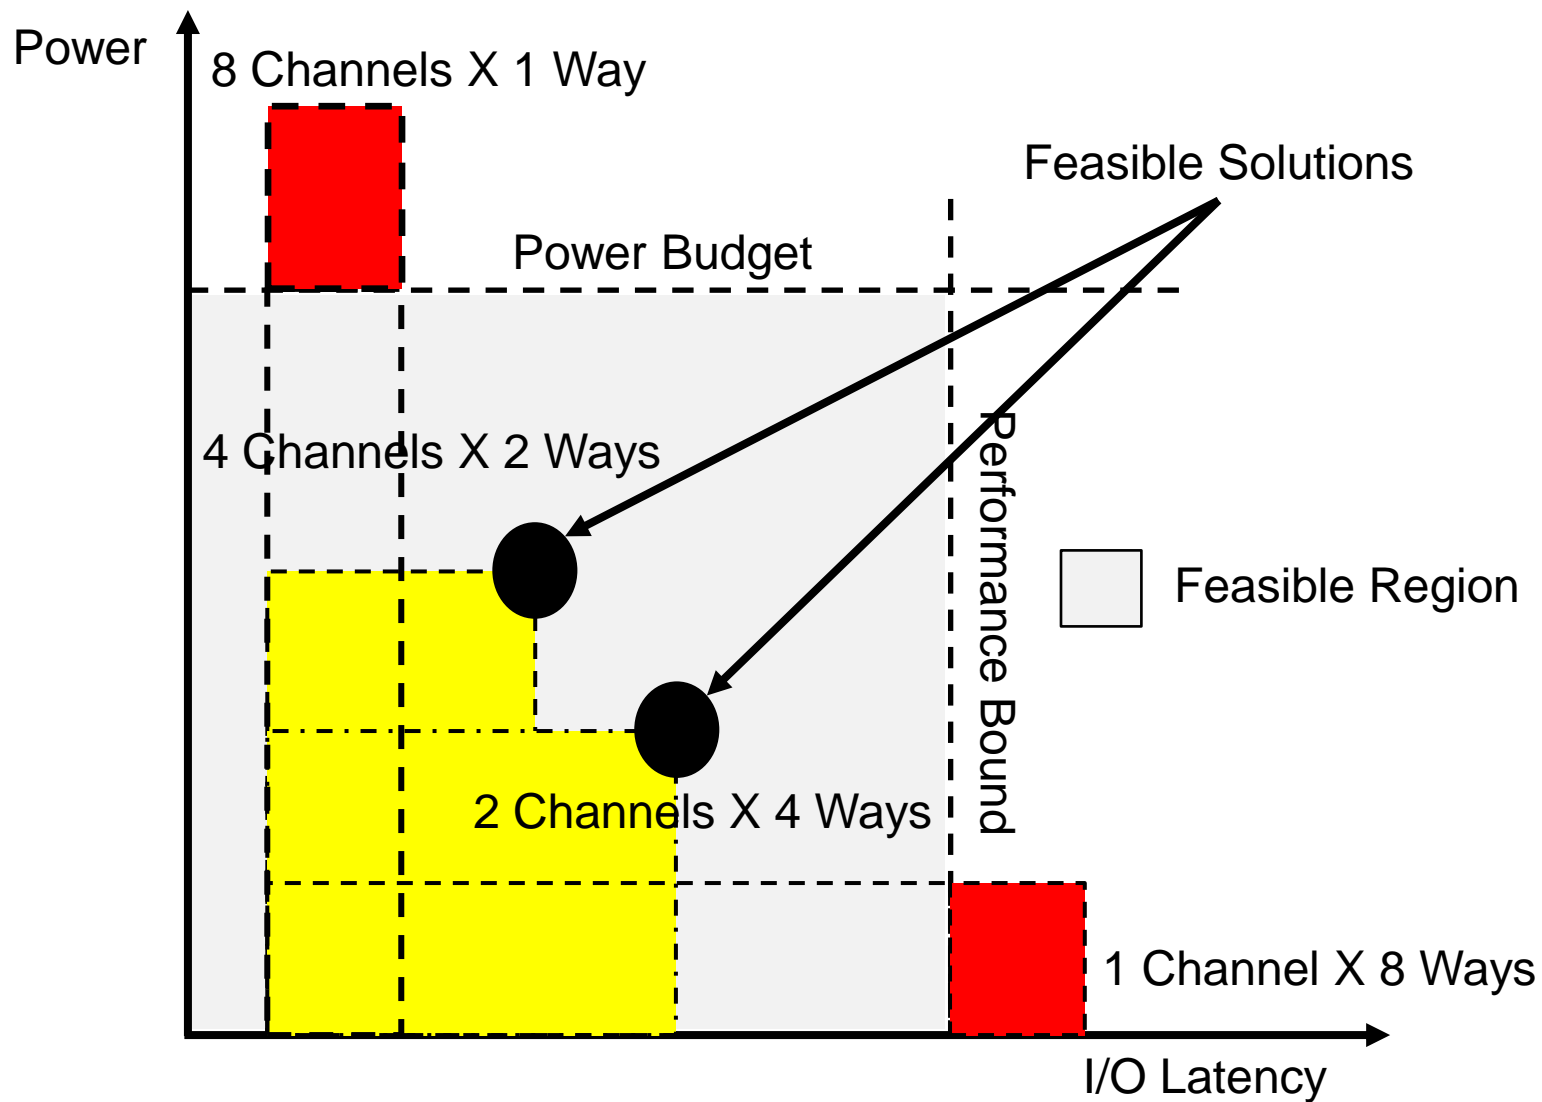 Power
8 Channels X 1 Way
Feasible Solutions
Power Budget
4 Channels X 2 Ways
Performance Bound
Feasible Region
2 Channels X 4 Ways
1 Channel X 8 Ways
I/O Latency